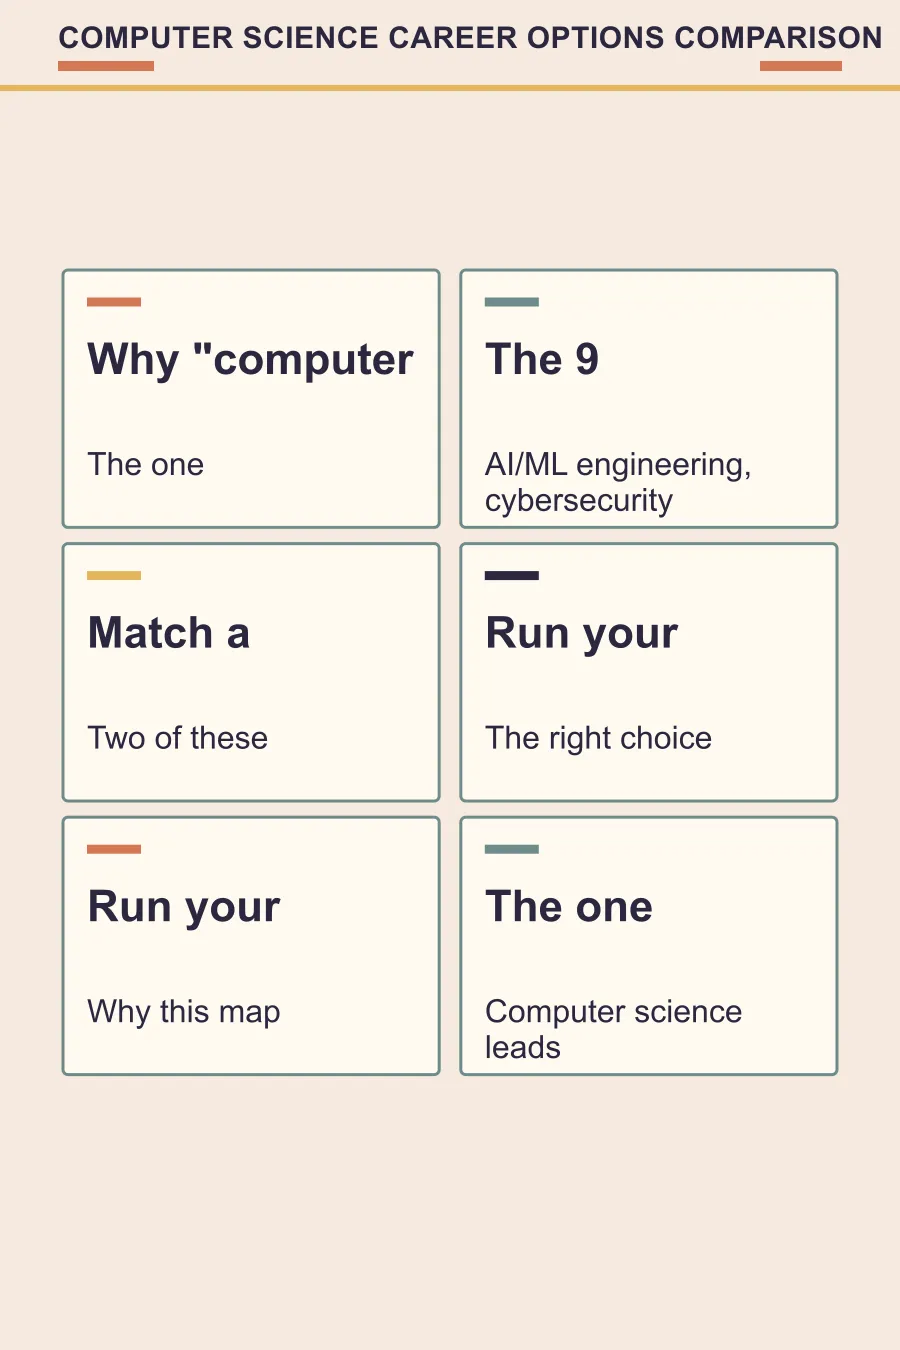 COMPUTER SCIENCE CAREER OPTIONS COMPARISON
Why "computer
The one
The 9
AI/ML engineering,
cybersecurity
Match a
Two of these
Run your
The right choice
Run your
Why this map
The one
Computer science
leads